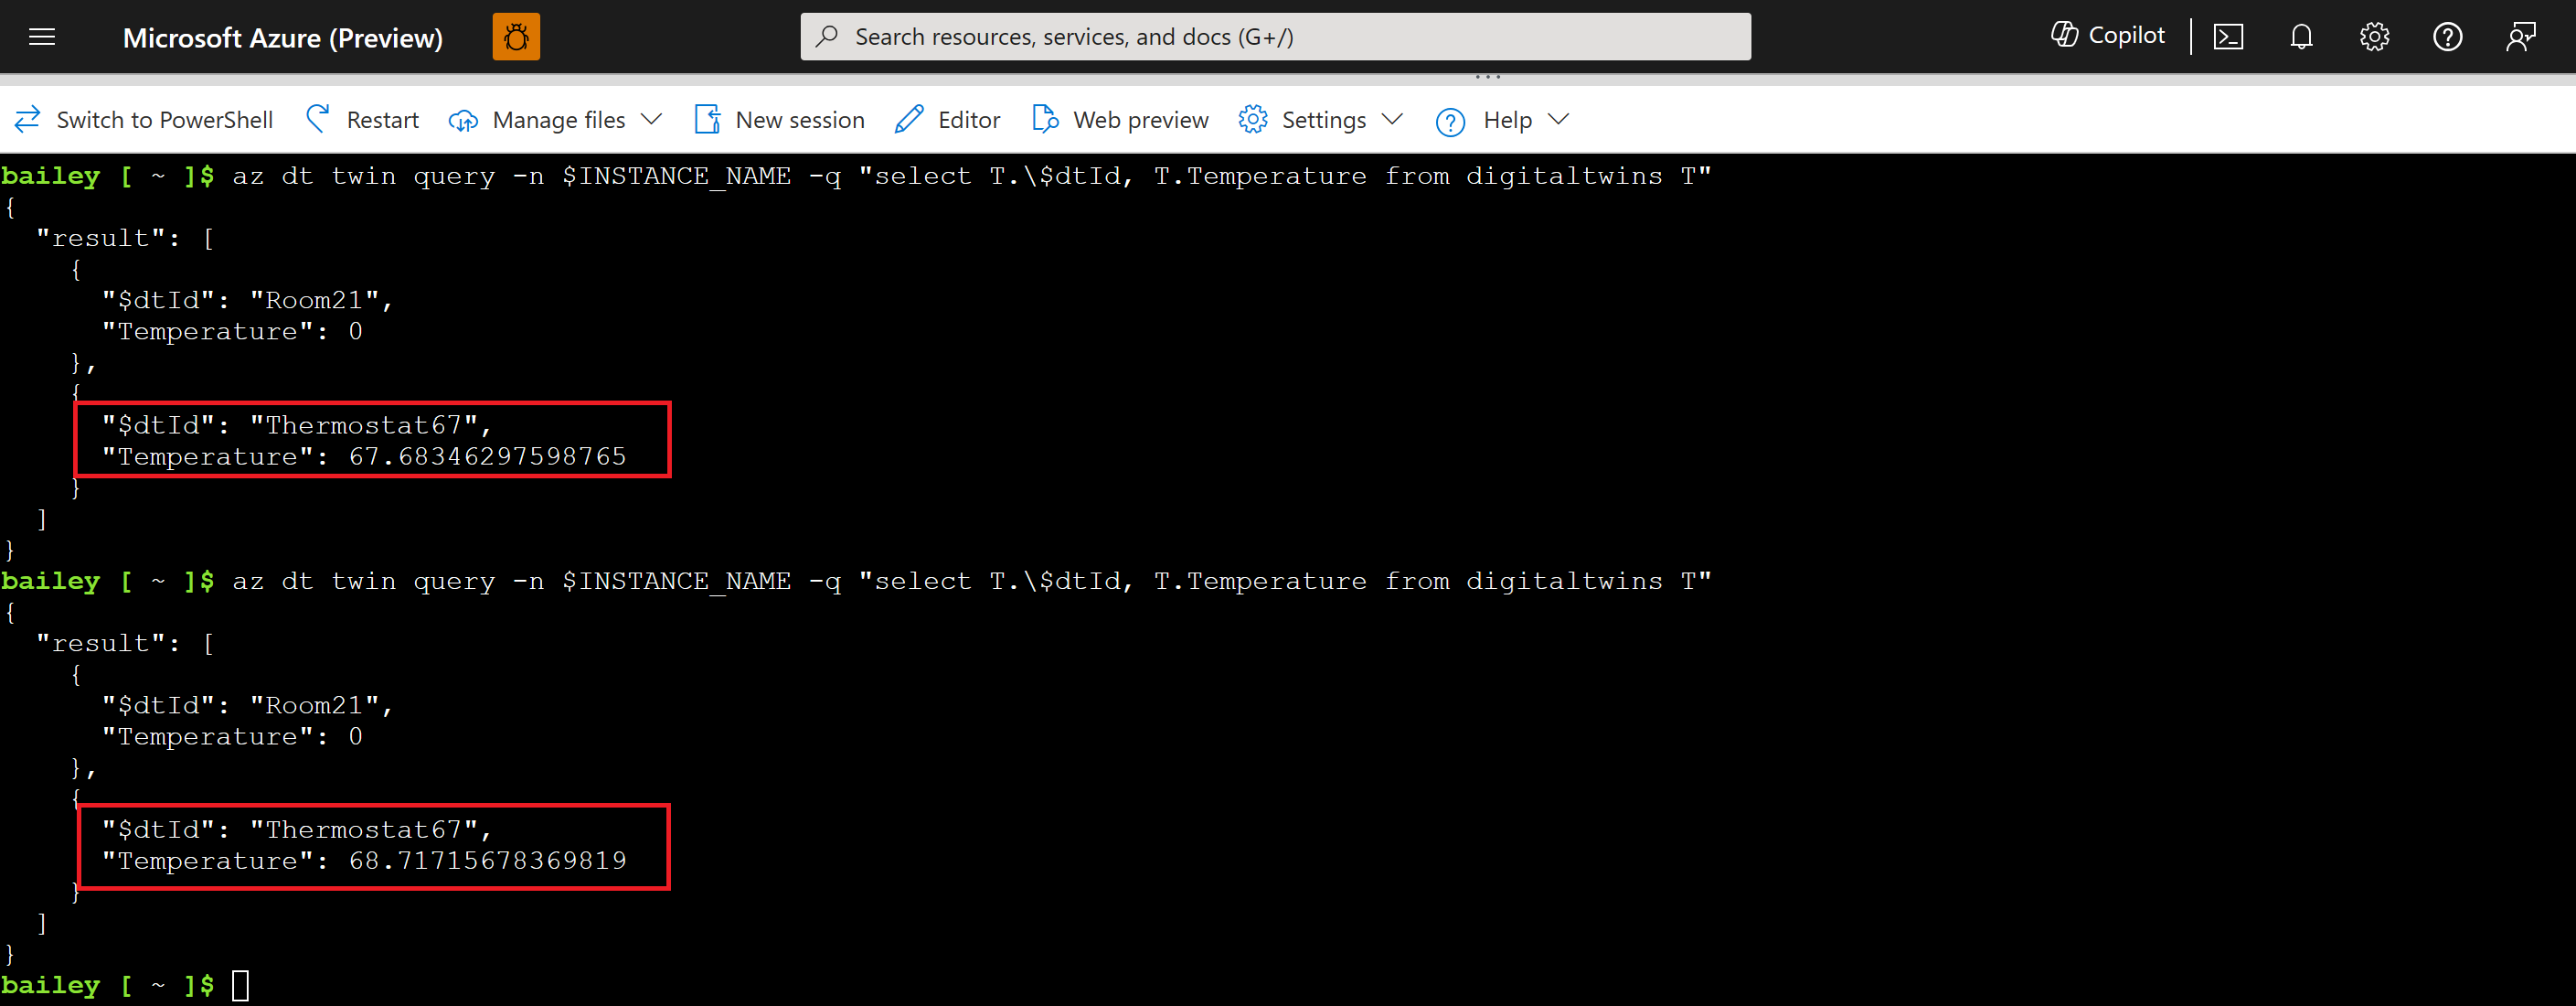 Microsoft Azure (Preview)
Search resources, services, and docs (G+/)
Copilot
Switch to PowerShell Restart Manage files New session Editor Web preview Settings Help
bailey [ ~ ]$ az dt twin query -n $INSTANCE_NAME -q "select T.\$dtId, T.Temperature from digitaltwins T"
{
"result": [
{
"$dtId": "Room21",
"Temperature": 0
},
{
"$dtId": "Thermostat67",
"Temperature": 67.68346297598765
}
]
}
bailey [ ~ ]$ az dt twin query -n $INSTANCE_NAME -q "select T.\$dtId, T.Temperature from digitaltwins T"
{
"result": [
{
"$dtId": "Room21",
"Temperature": 0
},
{
"$dtId": "Thermostat67",
"Temperature": 68.71715678369819
}
]
}
bailey [ ~ ]$